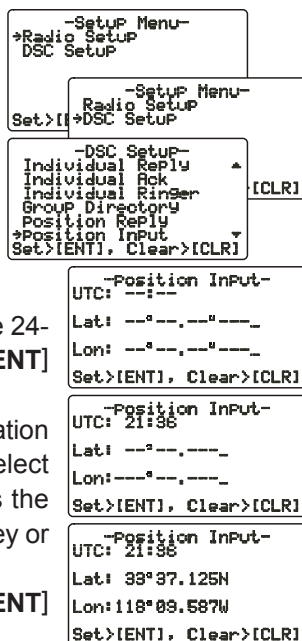 -Setup Menu-
→Radio Setup
DSC Setup
-Setup Menu-
Radio Setup
→DSC Setup
Set>[E
[CLR]
-DSC Setup-
Individual Reply
Individual Ack
Individual Ringer
Group Directory
Position Reply
→Position Input
Set>[ENT], Clear>[CLR]
-Position Input-
UTC: --:--
Lat: --°--.--"---_
Lon: --°--.--"---_
Set>[ENT], Clear>[CLR]
e 24-
ENT]
-Position Input-
UTC: 21:36
Lat: --°--.---_
Lon:---°--.---_
Set>[ENT], Clear>[CLR]
ation
elect
s the
ey or
-Position Input-
UTC: 21:36
Lat: 33°37.125N
Lon:118°09.587W
Set>[ENT], Clear>[CLR]
ENT]